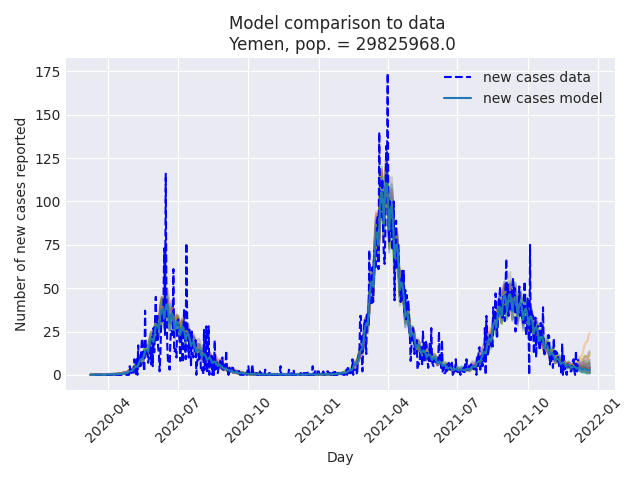 Model comparison to data
Yemen, pop. = 29825968.0
new cases data
new cases model
Number of new cases reported
175
150
125
100
75
50
25
0
2020-04
2020-07
2020-10
2021-01
2021-04
2021-07
2021-10
2022-01
Day